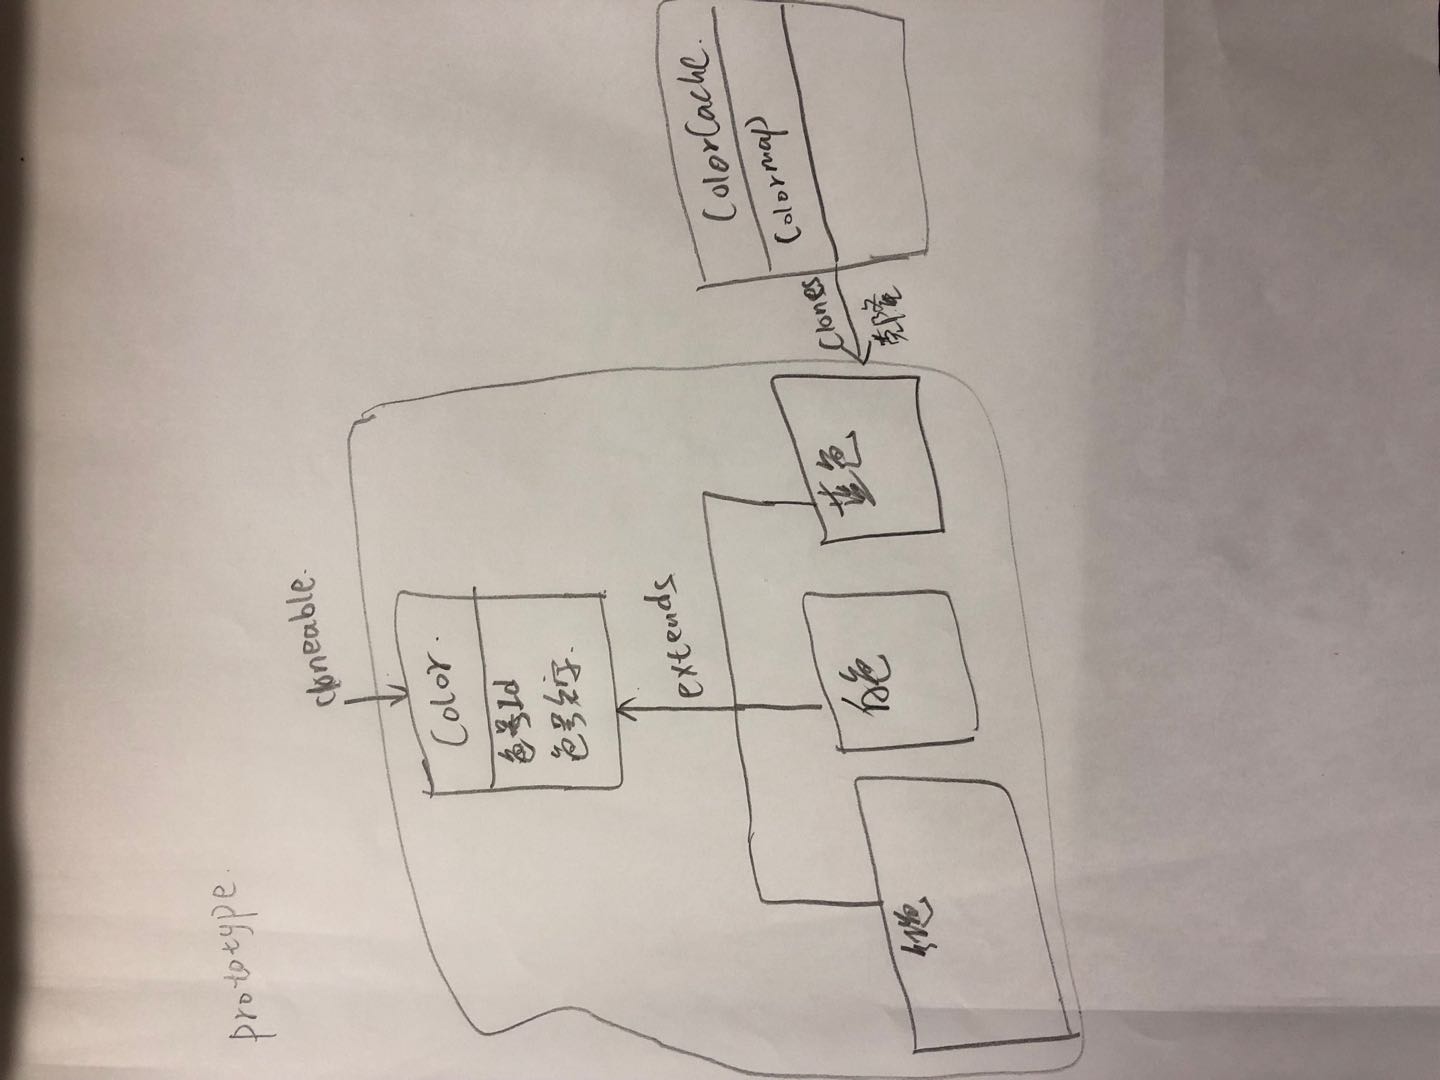 prototype.
cloneable.
Color.
色号Id
色号名字.
extends
ColorCache.
Colormap
clones
克隆
红色
白色
蓝色